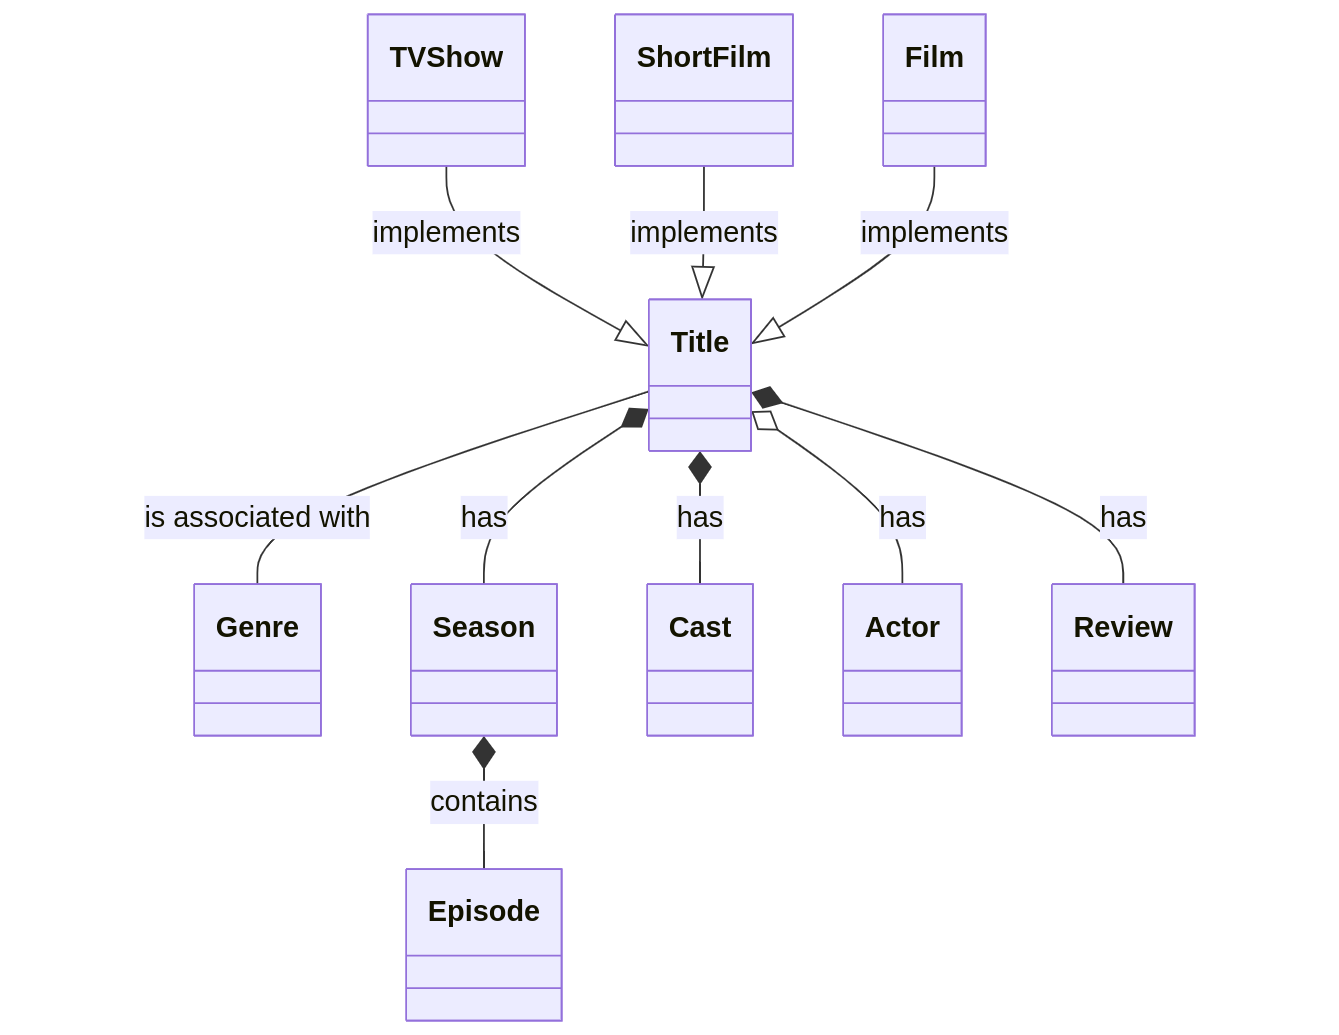 TVShow
ShortFilm
Film
implements
implements
implements
Title
is associated with
has
has
has
has
Genre
Season
Cast
Actor
Review
contains
Episode